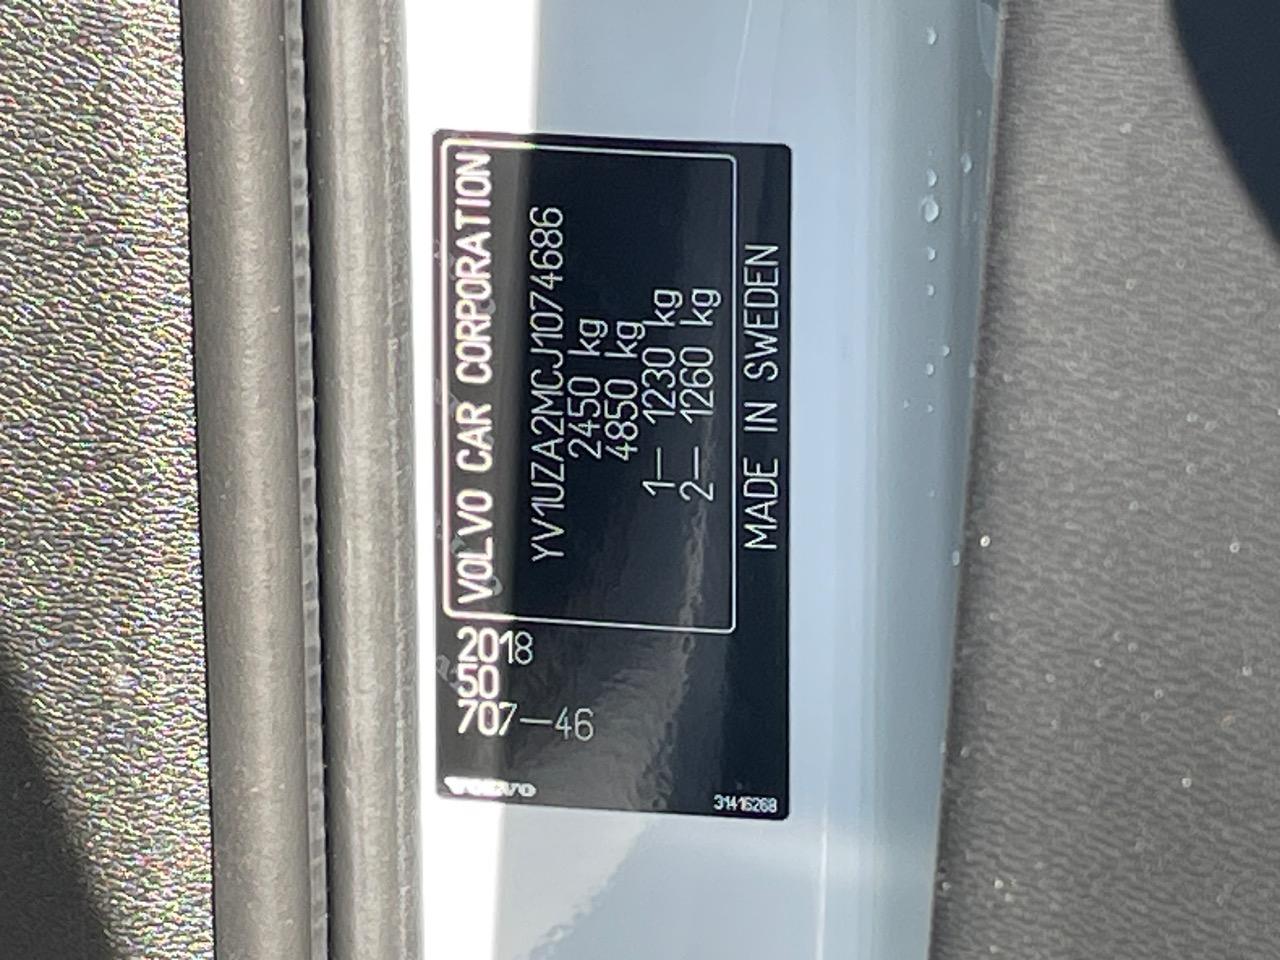 VOLVO CAR CORPORATION
YV1UZA2MCJ1074686
2450 kg
4850 kg
1– 1230 kg
2– 1260 kg
MADE IN SWEDEN
2018
50
707–46
VOLVO
31416268